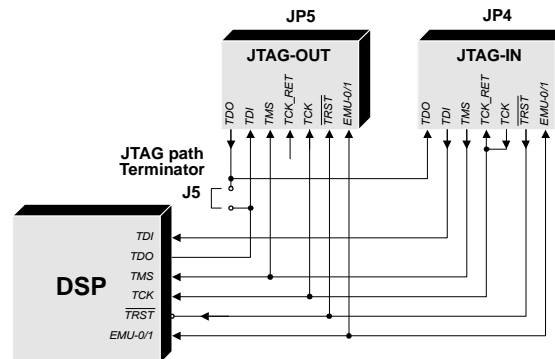 JP5
JP4
JTAG-OUT
JTAG-IN
TDO TDI TMS TCK_RET TCK TRST EMU-0/1
TDO TDI TMS TCK_RET TCK TRST EMU-0/1
JTAG path
Terminator
J5
DSP
TDI
TDO
TMS
TCK
TRST
EMU-0/1